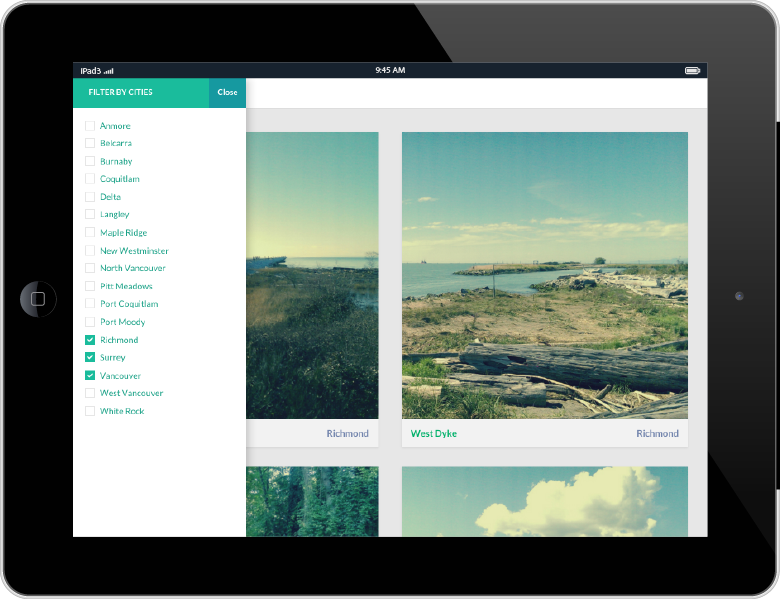 iPad3
9:45 AM
FILTER BY CITIES
Close
Anmore
Belcarra
Burnaby
Coquitlam
Delta
Langley
Maple Ridge
New Westminster
North Vancouver
Pitt Meadows
Port Coquitlam
Port Moody
Richmond
Surrey
Vancouver
West Vancouver
White Rock
Richmond
West Dyke
Richmond